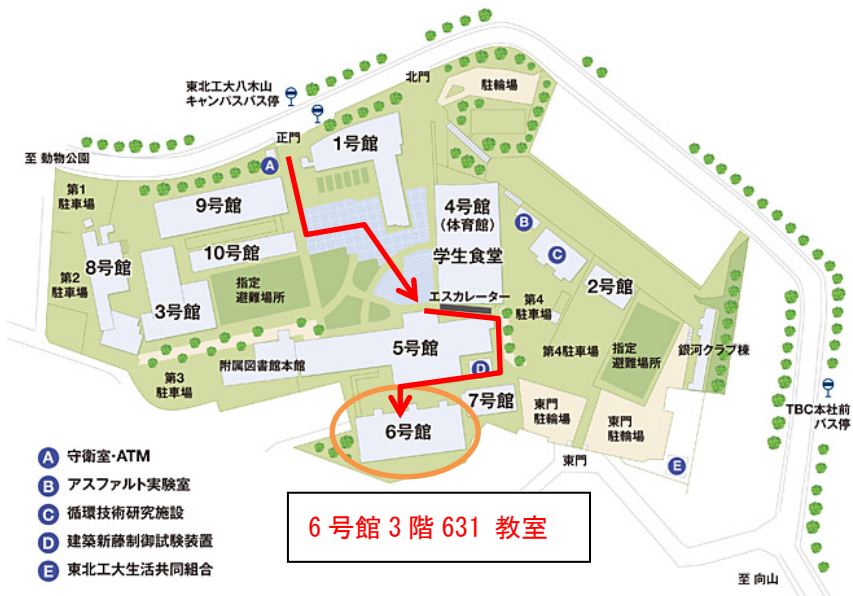 北門
駐輪場
東北工大八木山
キャンパスバス停
正門
1号館
至 動物公園
A
第1
駐車場
9号館
4号館
(体育館)
B
学生食堂
C
10号館
8号館
第2
駐車場
3号館
指定
避難場所
エスカレーター
第4
駐車場
2号館
5号館
第4駐車場
指定
避難場所
銀河クラブ棟
附属図書館本館
D
第3
駐車場
7号館
東門
駐輪場
東門
駐輪場
TBC本社前
バス停
6号館
東門
E
A 守衛室・ATM
B アスファルト実験室
C 循環技術研究施設
D 建築新藤制御試験装置
E 東北工大生活共同組合
6号館3階631 教室
至 向山